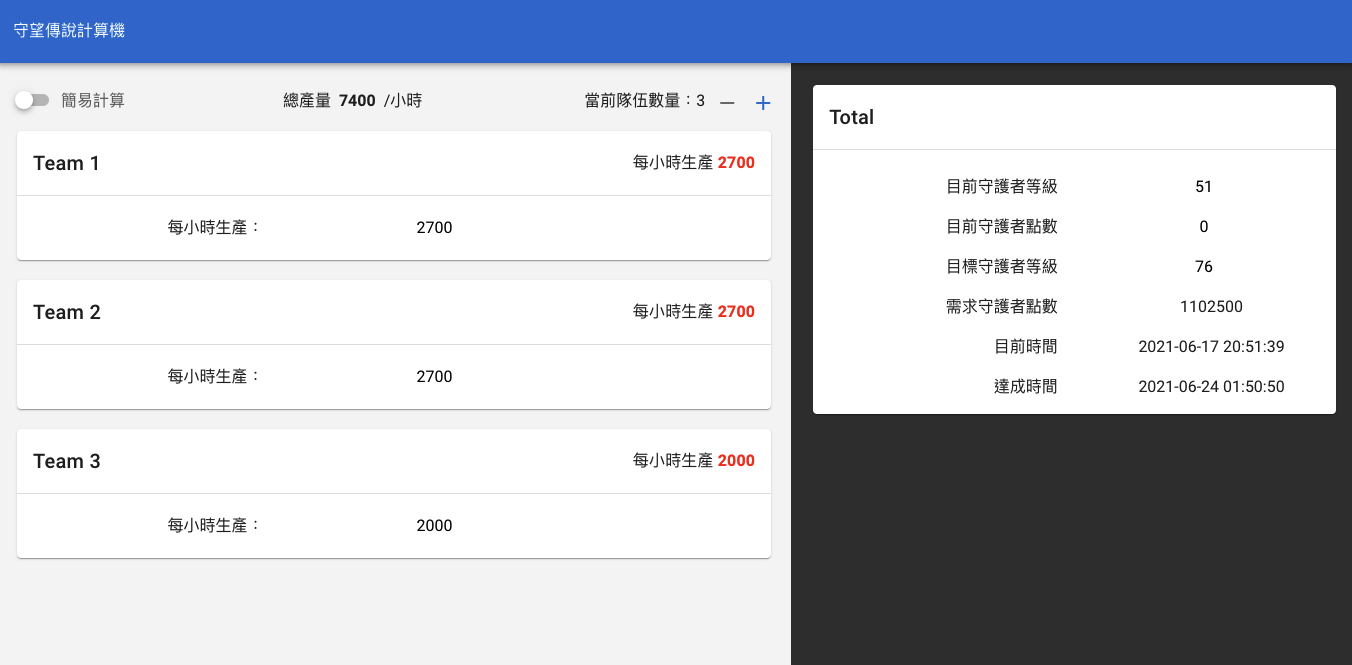 守望傳說計算機
簡易計算
總產量 7400 /小時
當前隊伍數量：3
Team 1
每小時生產 2700
每小時生產： 2700
Team 2
每小時生產 2700
每小時生產： 2700
Team 3
每小時生產 2000
每小時生產： 2000
Total
目前守護者等級 51
目前守護者點數 0
目標守護者等級 76
需求守護者點數 1102500
目前時間 2021-06-17 20:51:39
達成時間 2021-06-24 01:50:50